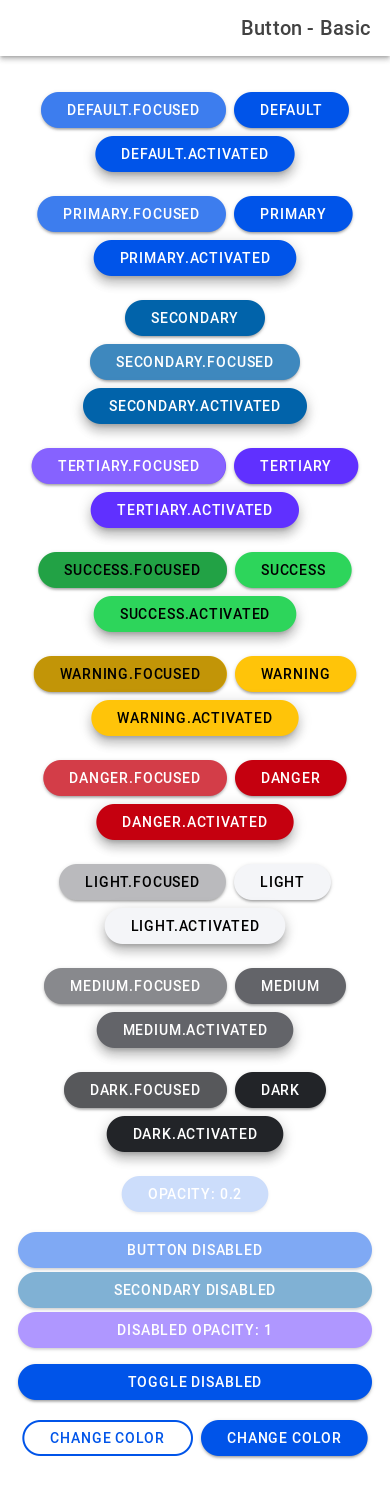 Button - Basic
DEFAULT.FOCUSED DEFAULT
DEFAULT.ACTIVATED
PRIMARY.FOCUSED PRIMARY
PRIMARY.ACTIVATED
SECONDARY
SECONDARY.FOCUSED
SECONDARY.ACTIVATED
TERTIARY.FOCUSED TERTIARY
TERTIARY.ACTIVATED
SUCCESS.FOCUSED SUCCESS
SUCCESS.ACTIVATED
WARNING.FOCUSED WARNING
WARNING.ACTIVATED
DANGER.FOCUSED DANGER
DANGER.ACTIVATED
LIGHT.FOCUSED LIGHT
LIGHT.ACTIVATED
MEDIUM.FOCUSED MEDIUM
MEDIUM.ACTIVATED
DARK.FOCUSED DARK
DARK.ACTIVATED
OPACITY: 0.2
BUTTON DISABLED
SECONDARY DISABLED
DISABLED OPACITY: 1
TOGGLE DISABLED
CHANGE COLOR CHANGE COLOR